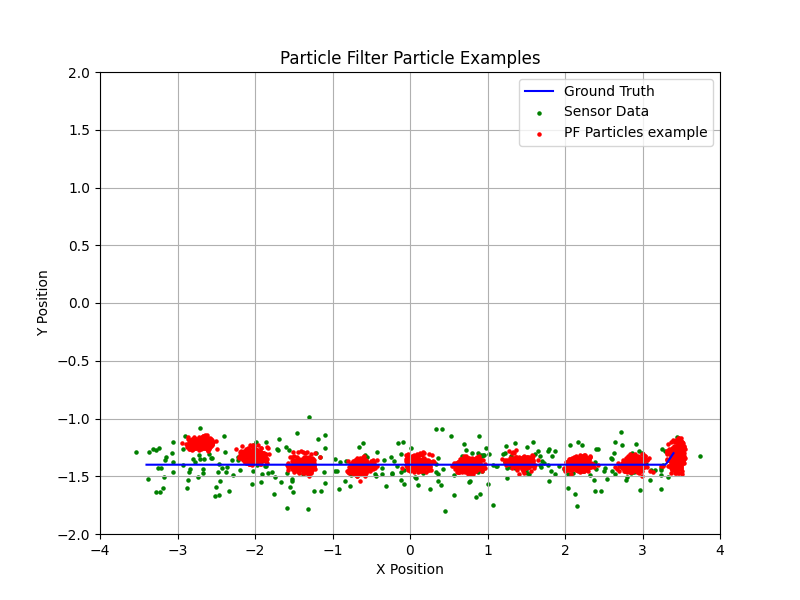 Particle Filter Particle Examples
Ground Truth
Sensor Data
PF Particles example
2.0
1.5
1.0
0.5
0.0
−0.5
−1.0
−1.5
−2.0
Y Position
−4 −3 −2 −1 0 1 2 3 4
X Position